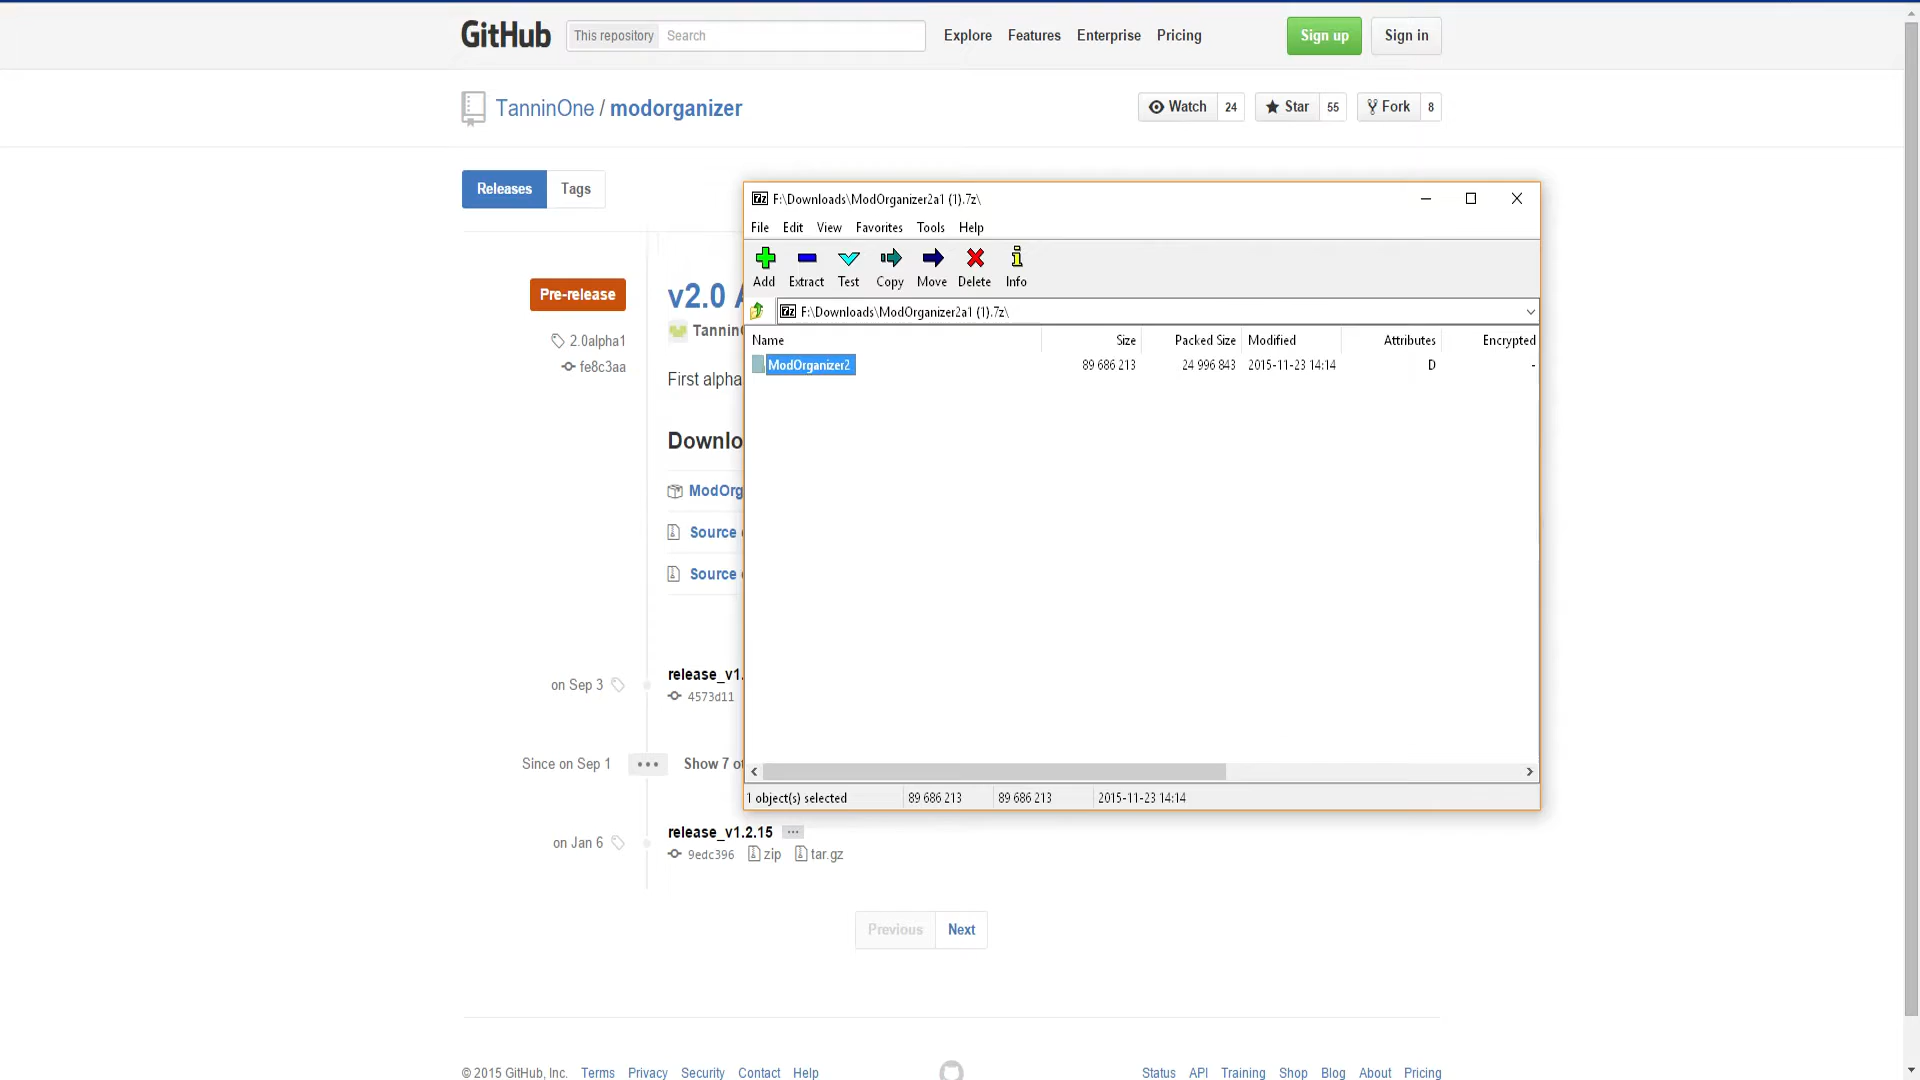 GitHub This repository Search Explore Features Enterprise Pricing Sign up Sign in
TanninOne / modorganizer Watch 24 Star 55 Fork 8
Releases Tags
Pre-release
2.0alpha1
fe8c3aa
v2.0
First alpha
on Sep 3
release_v1.
4573d11
Since on Sep 1
Show 7
on Jan 6
release_v1.2.15
9edc396 zip tar.gz
Previous Next
© 2015 GitHub, Inc. Terms Privacy Security Contact Help
Status API Training Shop Blog About Pricing
7z F:\Downloads\ModOrganizer2a1 (1).7z\
File Edit View Favorites Tools Help
Add Extract Test Copy Move Delete Info
7z F:\Downloads\ModOrganizer2a1 (1).7z\
Name Size Packed Size Modified Attributes Encrypted
ModOrganizer2 89 686 213 24 996 843 2015-11-23 14:14 D -
1 object(s) selected 89 686 213 89 686 213 2015-11-23 14:14
Source
Source